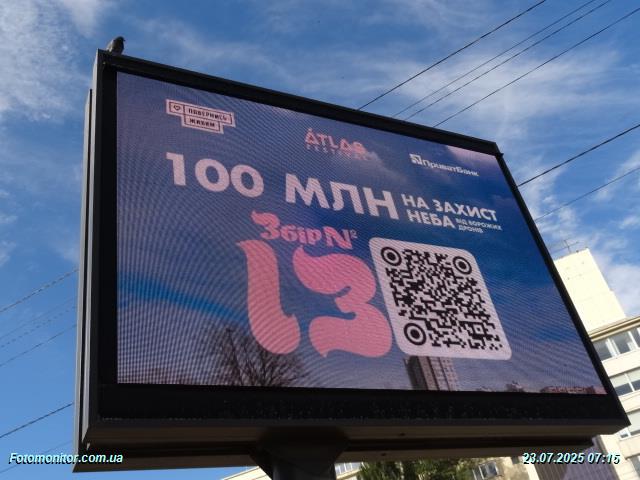 ПОВЕРНИСЬ
ЖИВИМ
ATLAS
FESTIVAL
ПриватБанк
100 МЛН НА ЗАХИСТ
НЕБА ВІД ВОРОЖИХ
ДРОНІВ
Збір №
13
Fotomonitor.com.ua
23.07.2025 07:15